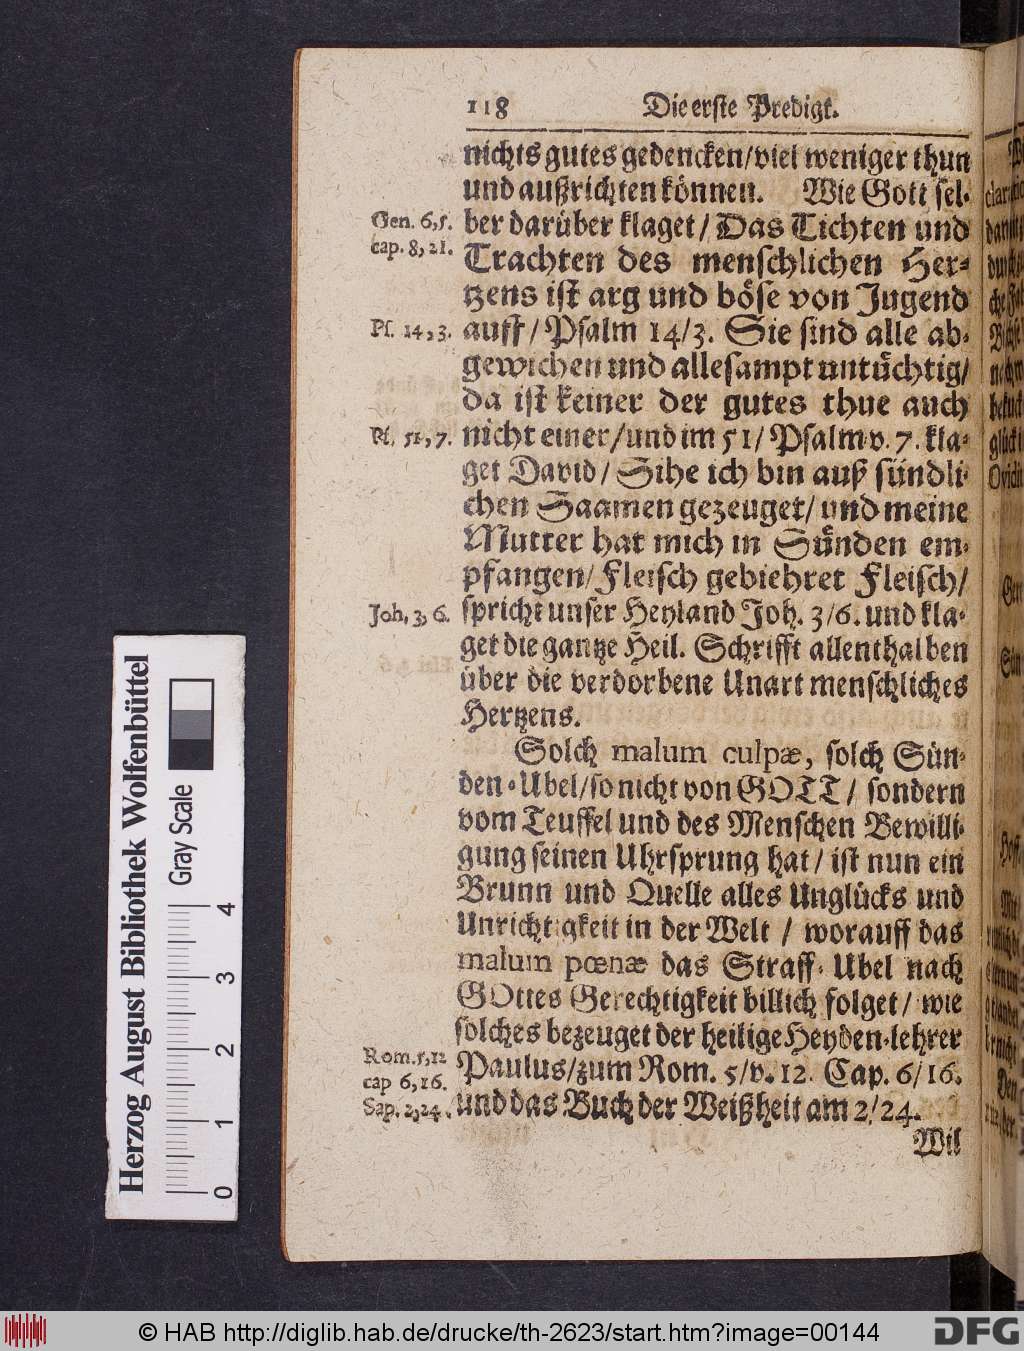 118 Die erste Predigt.
nichts gutes gedencken/viel weniger thun
und außrichten können. Wie Gott sel-
Gen. 6,5. ber darüber klaget/ Das Tichten und
cap. 8, 21. Trachten des menschlichen Her-
tzens ist arg und böse von Jugend
Ps. 14, 3. auff/ Psalm 14/3. Sie sind alle ab-
gewichen und allesampt untüchtig/
da ist keiner der gutes thue auch
Ps. 51, 7. nicht einer/und im 51/ Psalm v. 7. kla-
get David/ Sihe ich bin auß sündli-
chen Saamen gezeuget/ und meine
Mutter hat mich in Sünden em-
pfangen/ Fleisch gebiehret Fleisch/
Joh, 3, 6. spricht unser Heyland Joh. 3/6. und kla-
get die gantze Heil. Schrifft allenthalben
über die verdorbene Unart menschliches
Hertzens.
Solch malum culpæ, solch Sün-
den-Ubel/so nicht von GOTT/ sondern
vom Teuffel und des Menschen Bewilli-
gung seinen Uhrsprung hat/ ist nun ein
Brunn und Quelle alles Unglücks und
Unrichtigkeit in der Welt / worauff das
malum pœnæ das Straff-Ubel nach
GOttes Gerechtigkeit billich folget/ wie
solches bezeuget der heilige Heyden-lehrer
Rom. 5, 12 Paulus/zum Rom. 5/v. 12. Cap. 6/16.
cap 6, 16.
Sap. 2, 24. und das Buch der Weißheit am 2/24.
Wil
Herzog August Bibliothek Wolfenbüttel
Gray Scale
0 1 2 3 4
© HAB http://diglib.hab.de/drucke/th-2623/start.htm?image=00144
DFG